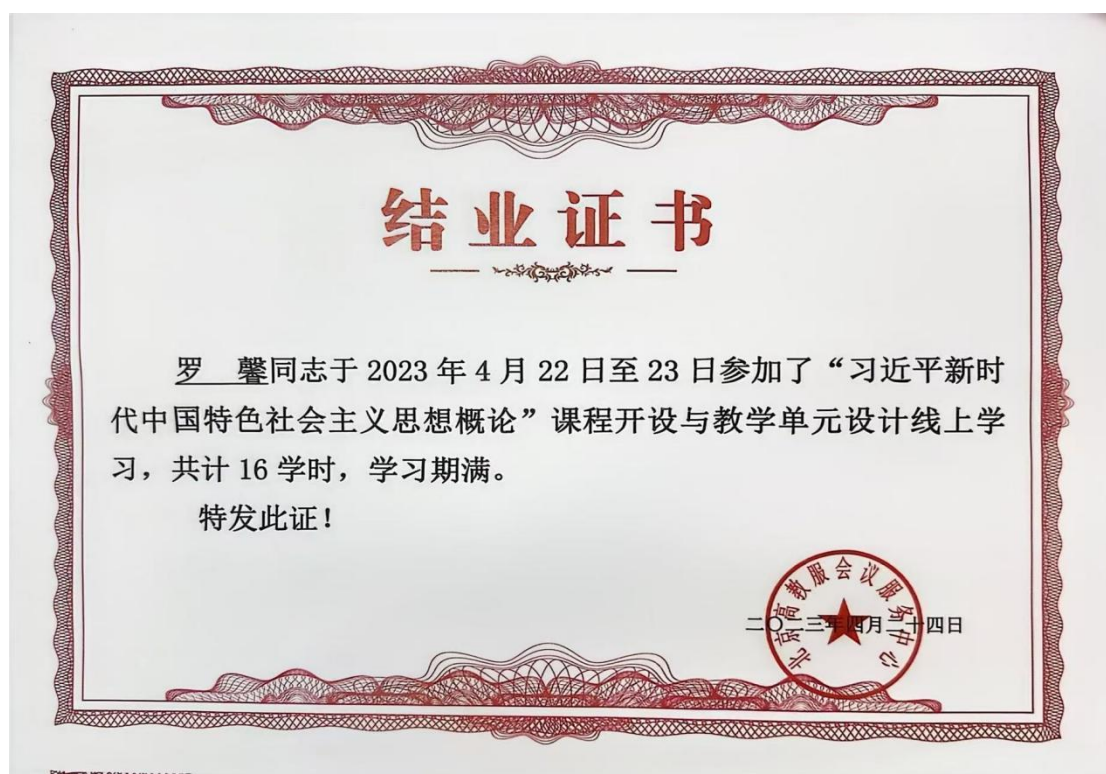 结业证书
罗 馨同志于 2023 年 4 月 22 日至 23 日参加了“习近平新时
代中国特色社会主义思想概论”课程开设与教学单元设计线上学
习，共计 16 学时，学习期满。
特发此证！
北京高教服会议服务中心
二〇二三年四月二十四日